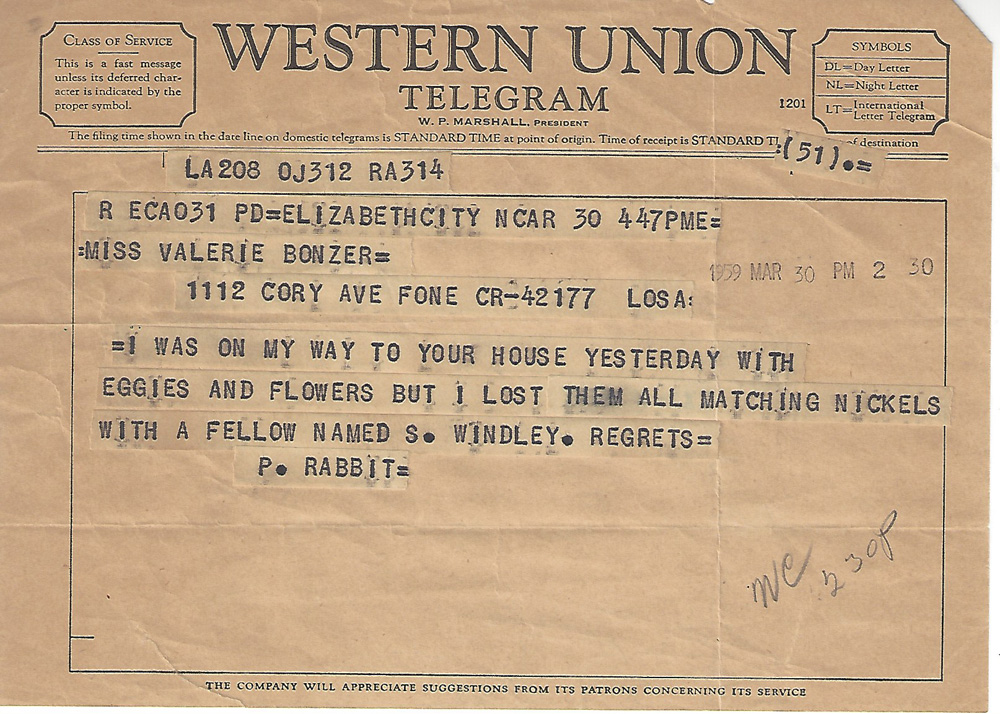 CLASS OF SERVICE
This is a fast message
unless its deferred char-
acter is indicated by the
proper symbol.
WESTERN UNION
TELEGRAM
W. P. MARSHALL, PRESIDENT
1201
SYMBOLS
DL=Day Letter
NL=Night Letter
LT=International
Letter Telegram
The filing time shown in the date line on domestic telegrams is STANDARD TIME at point of origin. Time of receipt is STANDARD TI of destination
:(51).=
LA208 OJ312 RA314
R ECA031 PD=ELIZABETHCITY NCAR 30 447PME=
:MISS VALERIE BONZER=
1959 MAR 30 PM 2 30
1112 CORY AVE FONE CR-42177 LOSA:
=I WAS ON MY WAY TO YOUR HOUSE YESTERDAY WITH
EGGIES AND FLOWERS BUT I LOST THEM ALL MATCHING NICKELS
WITH A FELLOW NAMED S. WINDLEY. REGRETS=
P. RABBIT=
230P
THE COMPANY WILL APPRECIATE SUGGESTIONS FROM ITS PATRONS CONCERNING ITS SERVICE